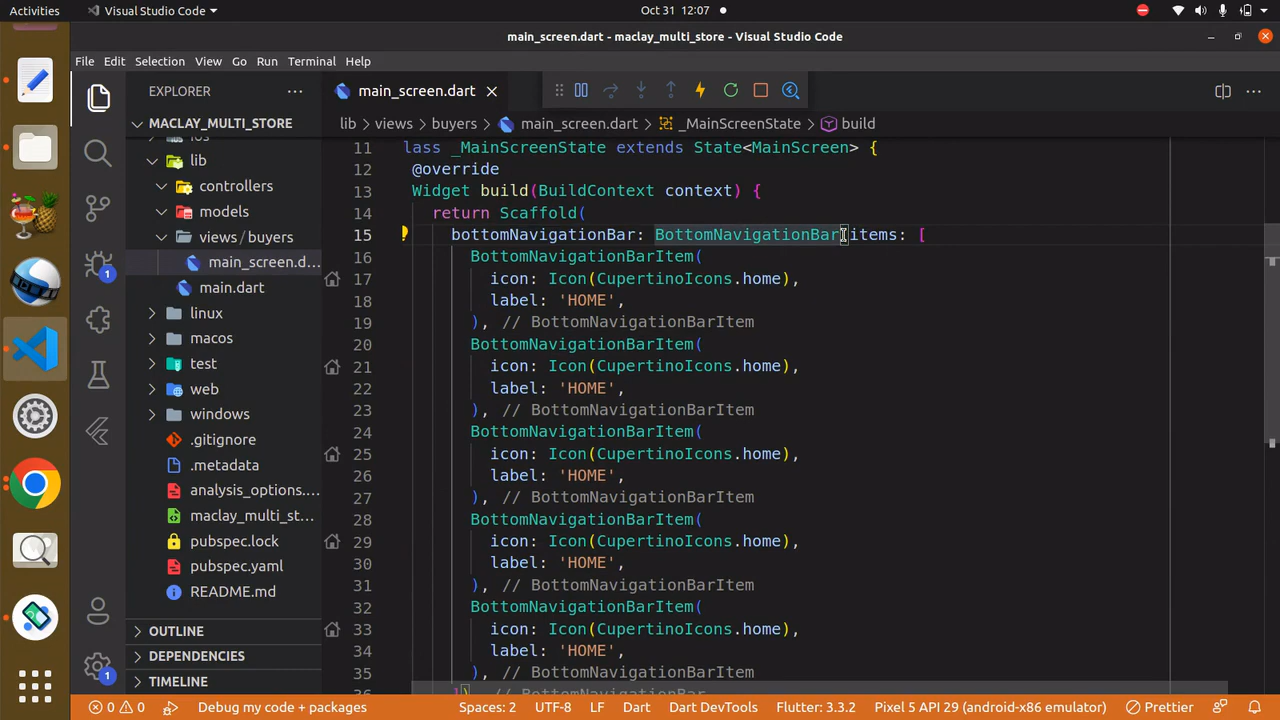 Activities
Visual Studio Code
Oct 31 12:07
main_screen.dart - maclay_multi_store - Visual Studio Code
File Edit Selection View Go Run Terminal Help
EXPLORER
main_screen.dart
MACLAY_MULTI_STORE
lib
controllers
models
views / buyers
main_screen.d...
main.dart
linux
macos
test
web
windows
.gitignore
.metadata
analysis_options....
maclay_multi_st...
pubspec.lock
pubspec.yaml
README.md
OUTLINE
DEPENDENCIES
TIMELINE
1
1
lib > views > buyers > main_screen.dart > _MainScreenState > build
11 lass _MainScreenState extends State<MainScreen> {
12 @override
13 Widget build(BuildContext context) {
14 return Scaffold(
15 bottomNavigationBar: BottomNavigationBar(items: [
16 BottomNavigationBarItem(
17 icon: Icon(CupertinoIcons.home),
18 label: 'HOME',
19 ), // BottomNavigationBarItem
20 BottomNavigationBarItem(
21 icon: Icon(CupertinoIcons.home),
22 label: 'HOME',
23 ), // BottomNavigationBarItem
24 BottomNavigationBarItem(
25 icon: Icon(CupertinoIcons.home),
26 label: 'HOME',
27 ), // BottomNavigationBarItem
28 BottomNavigationBarItem(
29 icon: Icon(CupertinoIcons.home),
30 label: 'HOME',
31 ), // BottomNavigationBarItem
32 BottomNavigationBarItem(
33 icon: Icon(CupertinoIcons.home),
34 label: 'HOME',
35 ), // BottomNavigationBarItem
36 ]) // BottomNavigationBar
0 0 Debug my code + packages Spaces: 2 UTF-8 LF Dart Dart DevTools Flutter: 3.3.2 Pixel 5 API 29 (android-x86 emulator) Prettier